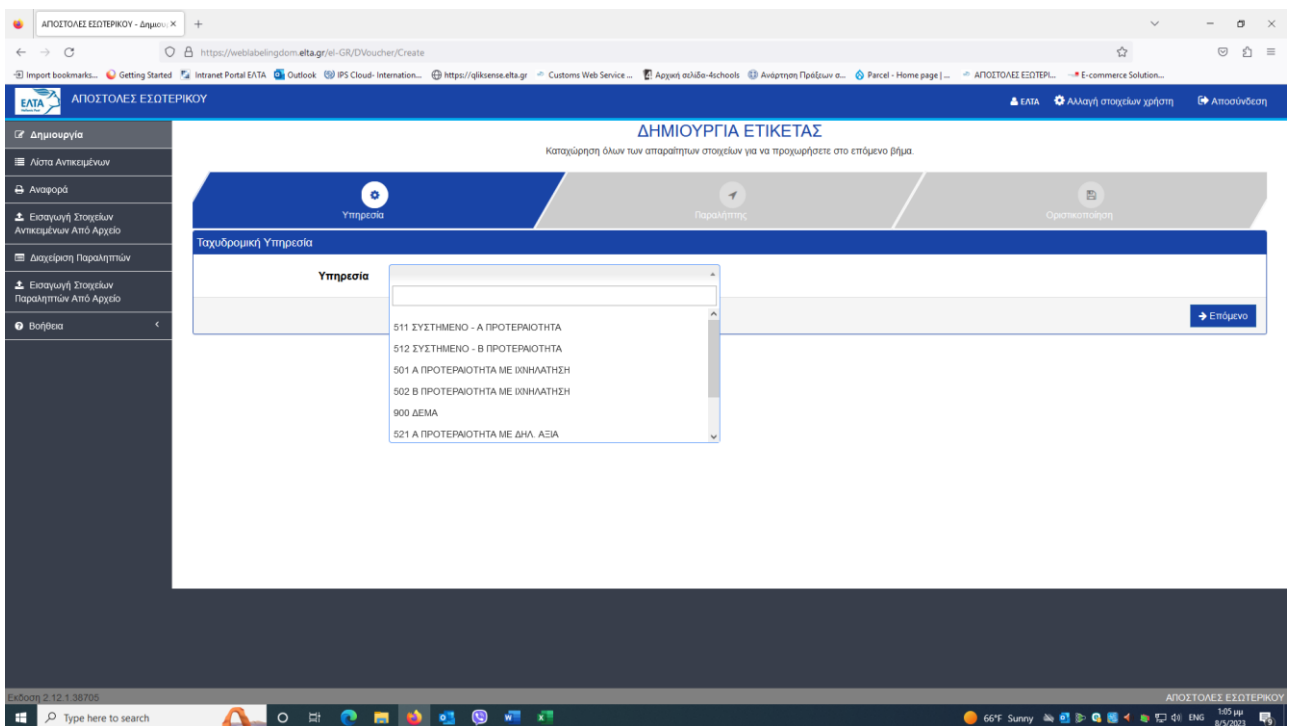 ΑΠΟΣΤΟΛΕΣ ΕΣΩΤΕΡΙΚΟΥ - Δημιου
https://weblabelingdom.elta.gr/el-GR/DVoucher/Create
Import bookmarks... Getting Started Intranet Portal ΕΛΤΑ Outlook IPS Cloud- Internation... https://qliksense.elta.gr Customs Web Service ... Αρχική σελίδα-4schools Ανάρτηση Πράξεων σ... Parcel - Home page | ... ΑΠΟΣΤΟΛΕΣ ΕΣΩΤΕΡΙ... E-commerce Solution...
ΕΛΤΑ ΑΠΟΣΤΟΛΕΣ ΕΣΩΤΕΡΙΚΟΥ ΕΛΤΑ Αλλαγή στοιχείων χρήστη Αποσύνδεση
Δημιουργία
Λίστα Αντικειμένων
Αναφορά
Εισαγωγή Στοιχείων
Αντικειμένων Από Αρχείο
Διαχείριση Παραληπτών
Εισαγωγή Στοιχείων
Παραληπτών Από Αρχείο
Βοήθεια
ΔΗΜΙΟΥΡΓΙΑ ΕΤΙΚΕΤΑΣ
Καταχώρηση όλων των απαραίτητων στοιχείων για να προχωρήσετε στο επόμενο βήμα.
Υπηρεσία Παραλήπτης Οριστικοποίηση
Ταχυδρομική Υπηρεσία
Υπηρεσία
511 ΣΥΣΤΗΜΕΝΟ - Α ΠΡΟΤΕΡΑΙΟΤΗΤΑ
512 ΣΥΣΤΗΜΕΝΟ - Β ΠΡΟΤΕΡΑΙΟΤΗΤΑ
501 Α ΠΡΟΤΕΡΑΙΟΤΗΤΑ ΜΕ ΙΧΝΗΛΑΤΗΣΗ
502 Β ΠΡΟΤΕΡΑΙΟΤΗΤΑ ΜΕ ΙΧΝΗΛΑΤΗΣΗ
900 ΔΕΜΑ
521 Α ΠΡΟΤΕΡΑΙΟΤΗΤΑ ΜΕ ΔΗΛ. ΑΞΙΑ
Επόμενο
Εκδοση 2.12.1.38705 ΑΠΟΣΤΟΛΕΣ ΕΣΩΤΕΡΙΚΟΥ
Type here to search 66°F Sunny ENG 1:05 μμ
8/5/2023